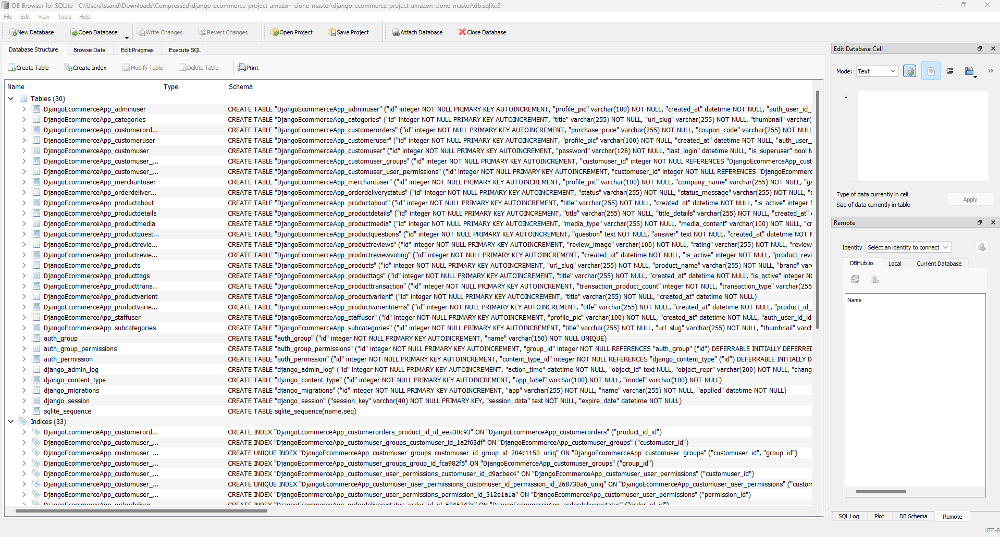 DB Browser for SQLite - C:\Users\ssand\Downloads\Compressed\django-ecommerce-project-amazon-clone-master\django-ecommerce-project-amazon-clone-master\db.sqlite3
File Edit View Tools Help
New Database Open Database Write Changes Revert Changes Open Project Save Project Attach Database Close Database
Database Structure Browse Data Edit Pragmas Execute SQL
Create Table Create Index Modify Table Delete Table Print
Name Type Schema
Tables (30)
DjangoEcommerceApp_adminuser CREATE TABLE "DjangoEcommerceApp_adminuser" ("id" integer NOT NULL PRIMARY KEY AUTOINCREMENT, "profile_pic" varchar(100) NOT NULL, "created_at" datetime NOT NULL, "auth_user_id_
DjangoEcommerceApp_categories CREATE TABLE "DjangoEcommerceApp_categories" ("id" integer NOT NULL PRIMARY KEY AUTOINCREMENT, "title" varchar(255) NOT NULL, "url_slug" varchar(255) NOT NULL, "thumbnail" varchar(
DjangoEcommerceApp_customerord... CREATE TABLE "DjangoEcommerceApp_customerorders" ("id" integer NOT NULL PRIMARY KEY AUTOINCREMENT, "purchase_price" varchar(255) NOT NULL, "coupon_code" varchar(255) NOT NULL
DjangoEcommerceApp_customeruser CREATE TABLE "DjangoEcommerceApp_customeruser" ("id" integer NOT NULL PRIMARY KEY AUTOINCREMENT, "profile_pic" varchar(100) NOT NULL, "created_at" datetime NOT NULL, "auth_user_
DjangoEcommerceApp_customuser CREATE TABLE "DjangoEcommerceApp_customuser" ("id" integer NOT NULL PRIMARY KEY AUTOINCREMENT, "password" varchar(128) NOT NULL, "last_login" datetime NULL, "is_superuser" bool N
DjangoEcommerceApp_customuser_... CREATE TABLE "DjangoEcommerceApp_customuser_groups" ("id" integer NOT NULL PRIMARY KEY AUTOINCREMENT, "customuser_id" integer NOT NULL REFERENCES "DjangoEcommerceApp_cust
DjangoEcommerceApp_customuser_... CREATE TABLE "DjangoEcommerceApp_customuser_user_permissions" ("id" integer NOT NULL PRIMARY KEY AUTOINCREMENT, "customuser_id" integer NOT NULL REFERENCES "DjangoEcommerc
DjangoEcommerceApp_merchantuser CREATE TABLE "DjangoEcommerceApp_merchantuser" ("id" integer NOT NULL PRIMARY KEY AUTOINCREMENT, "profile_pic" varchar(100) NOT NULL, "company_name" varchar(255) NOT NULL, "gs
DjangoEcommerceApp_orderdeliver... CREATE TABLE "DjangoEcommerceApp_orderdeliverystatus" ("id" integer NOT NULL PRIMARY KEY AUTOINCREMENT, "status" varchar(255) NOT NULL, "status_message" varchar(255) NOT NULL, "c
DjangoEcommerceApp_productabout CREATE TABLE "DjangoEcommerceApp_productabout" ("id" integer NOT NULL PRIMARY KEY AUTOINCREMENT, "title" varchar(255) NOT NULL, "created_at" datetime NOT NULL, "is_active" integer N
DjangoEcommerceApp_productdetails CREATE TABLE "DjangoEcommerceApp_productdetails" ("id" integer NOT NULL PRIMARY KEY AUTOINCREMENT, "title" varchar(255) NOT NULL, "title_details" varchar(255) NOT NULL, "created_at" 
DjangoEcommerceApp_productmedia CREATE TABLE "DjangoEcommerceApp_productmedia" ("id" integer NOT NULL PRIMARY KEY AUTOINCREMENT, "media_type" varchar(255) NOT NULL, "media_content" varchar(100) NOT NULL, "cr
DjangoEcommerceApp_productquest... CREATE TABLE "DjangoEcommerceApp_productquestions" ("id" integer NOT NULL PRIMARY KEY AUTOINCREMENT, "question" text NOT NULL, "answer" text NOT NULL, "created_at" datetime NOT N
DjangoEcommerceApp_productrevie... CREATE TABLE "DjangoEcommerceApp_productreviews" ("id" integer NOT NULL PRIMARY KEY AUTOINCREMENT, "review_image" varchar(100) NOT NULL, "rating" varchar(255) NOT NULL, "review
DjangoEcommerceApp_productrevie... CREATE TABLE "DjangoEcommerceApp_productreviewvoting" ("id" integer NOT NULL PRIMARY KEY AUTOINCREMENT, "created_at" datetime NOT NULL, "is_active" integer NOT NULL, "product_revi
DjangoEcommerceApp_products CREATE TABLE "DjangoEcommerceApp_products" ("id" integer NOT NULL PRIMARY KEY AUTOINCREMENT, "url_slug" varchar(255) NOT NULL, "product_name" varchar(255) NOT NULL, "brand" varc
DjangoEcommerceApp_producttags CREATE TABLE "DjangoEcommerceApp_producttags" ("id" integer NOT NULL PRIMARY KEY AUTOINCREMENT, "title" varchar(255) NOT NULL, "created_at" datetime NOT NULL, "is_active" integer NO
DjangoEcommerceApp_producttrans... CREATE TABLE "DjangoEcommerceApp_producttransaction" ("id" integer NOT NULL PRIMARY KEY AUTOINCREMENT, "transaction_product_count" integer NOT NULL, "transaction_type" varchar(255
DjangoEcommerceApp_productvarient CREATE TABLE "DjangoEcommerceApp_productvarient" ("id" integer NOT NULL PRIMARY KEY AUTOINCREMENT, "title" varchar(255) NOT NULL, "created_at" datetime NOT NULL)
DjangoEcommerceApp_productvarie... CREATE TABLE "DjangoEcommerceApp_productvarientitems" ("id" integer NOT NULL PRIMARY KEY AUTOINCREMENT, "title" varchar(255) NOT NULL, "created_at" datetime NOT NULL, "product_id_
DjangoEcommerceApp_staffuser CREATE TABLE "DjangoEcommerceApp_staffuser" ("id" integer NOT NULL PRIMARY KEY AUTOINCREMENT, "profile_pic" varchar(100) NOT NULL, "created_at" datetime NOT NULL, "auth_user_id_id
DjangoEcommerceApp_subcategories CREATE TABLE "DjangoEcommerceApp_subcategories" ("id" integer NOT NULL PRIMARY KEY AUTOINCREMENT, "title" varchar(255) NOT NULL, "url_slug" varchar(255) NOT NULL, "thumbnail" varch
auth_group CREATE TABLE "auth_group" ("id" integer NOT NULL PRIMARY KEY AUTOINCREMENT, "name" varchar(150) NOT NULL UNIQUE)
auth_group_permissions CREATE TABLE "auth_group_permissions" ("id" integer NOT NULL PRIMARY KEY AUTOINCREMENT, "group_id" integer NOT NULL REFERENCES "auth_group" ("id") DEFERRABLE INITIALLY DEFERRED
auth_permission CREATE TABLE "auth_permission" ("id" integer NOT NULL PRIMARY KEY AUTOINCREMENT, "content_type_id" integer NOT NULL REFERENCES "django_content_type" ("id") DEFERRABLE INITIALLY D
django_admin_log CREATE TABLE "django_admin_log" ("id" integer NOT NULL PRIMARY KEY AUTOINCREMENT, "action_time" datetime NOT NULL, "object_id" text NULL, "object_repr" varchar(200) NOT NULL, "chang
django_content_type CREATE TABLE "django_content_type" ("id" integer NOT NULL PRIMARY KEY AUTOINCREMENT, "app_label" varchar(100) NOT NULL, "model" varchar(100) NOT NULL)
django_migrations CREATE TABLE "django_migrations" ("id" integer NOT NULL PRIMARY KEY AUTOINCREMENT, "app" varchar(255) NOT NULL, "name" varchar(255) NOT NULL, "applied" datetime NOT NULL)
django_session CREATE TABLE "django_session" ("session_key" varchar(40) NOT NULL PRIMARY KEY, "session_data" text NOT NULL, "expire_date" datetime NOT NULL)
sqlite_sequence CREATE TABLE sqlite_sequence(name,seq)
Indices (33)
DjangoEcommerceApp_customerord... CREATE INDEX "DjangoEcommerceApp_customerorders_product_id_id_eea30c93" ON "DjangoEcommerceApp_customerorders" ("product_id_id")
DjangoEcommerceApp_customuser_... CREATE INDEX "DjangoEcommerceApp_customuser_groups_customuser_id_1a2f63df" ON "DjangoEcommerceApp_customuser_groups" ("customuser_id")
DjangoEcommerceApp_customuser_... CREATE UNIQUE INDEX "DjangoEcommerceApp_customuser_groups_customuser_id_group_id_204c1150_uniq" ON "DjangoEcommerceApp_customuser_groups" ("customuser_id", "group_id")
DjangoEcommerceApp_customuser_... CREATE INDEX "DjangoEcommerceApp_customuser_groups_group_id_fca982f5" ON "DjangoEcommerceApp_customuser_groups" ("group_id")
DjangoEcommerceApp_customuser_... CREATE INDEX "DjangoEcommerceApp_customuser_user_permissions_customuser_id_d9acbec4" ON "DjangoEcommerceApp_customuser_user_permissions" ("customuser_id")
DjangoEcommerceApp_customuser_... CREATE UNIQUE INDEX "DjangoEcommerceApp_customuser_user_permissions_customuser_id_permission_id_268730a6_uniq" ON "DjangoEcommerceApp_customuser_user_permissions" ("custom
DjangoEcommerceApp_customuser_... CREATE INDEX "DjangoEcommerceApp_customuser_user_permissions_permission_id_312e1a1a" ON "DjangoEcommerceApp_customuser_user_permissions" ("permission_id")
DjangoEcommerceApp_orderdeliver... CREATE INDEX "DjangoEcommerceApp_orderdeliverystatus_order_id_id_6046343c" ON "DjangoEcommerceApp_orderdeliverystatus" ("order_id_id")
Edit Database Cell
Mode: Text
1
Type of data currently in cell
Size of data currently in table
Apply
Remote
Identity Select an identity to connect
DBHub.io Local Current Database
Name
SQL Log Plot DB Schema Remote
UTF-8